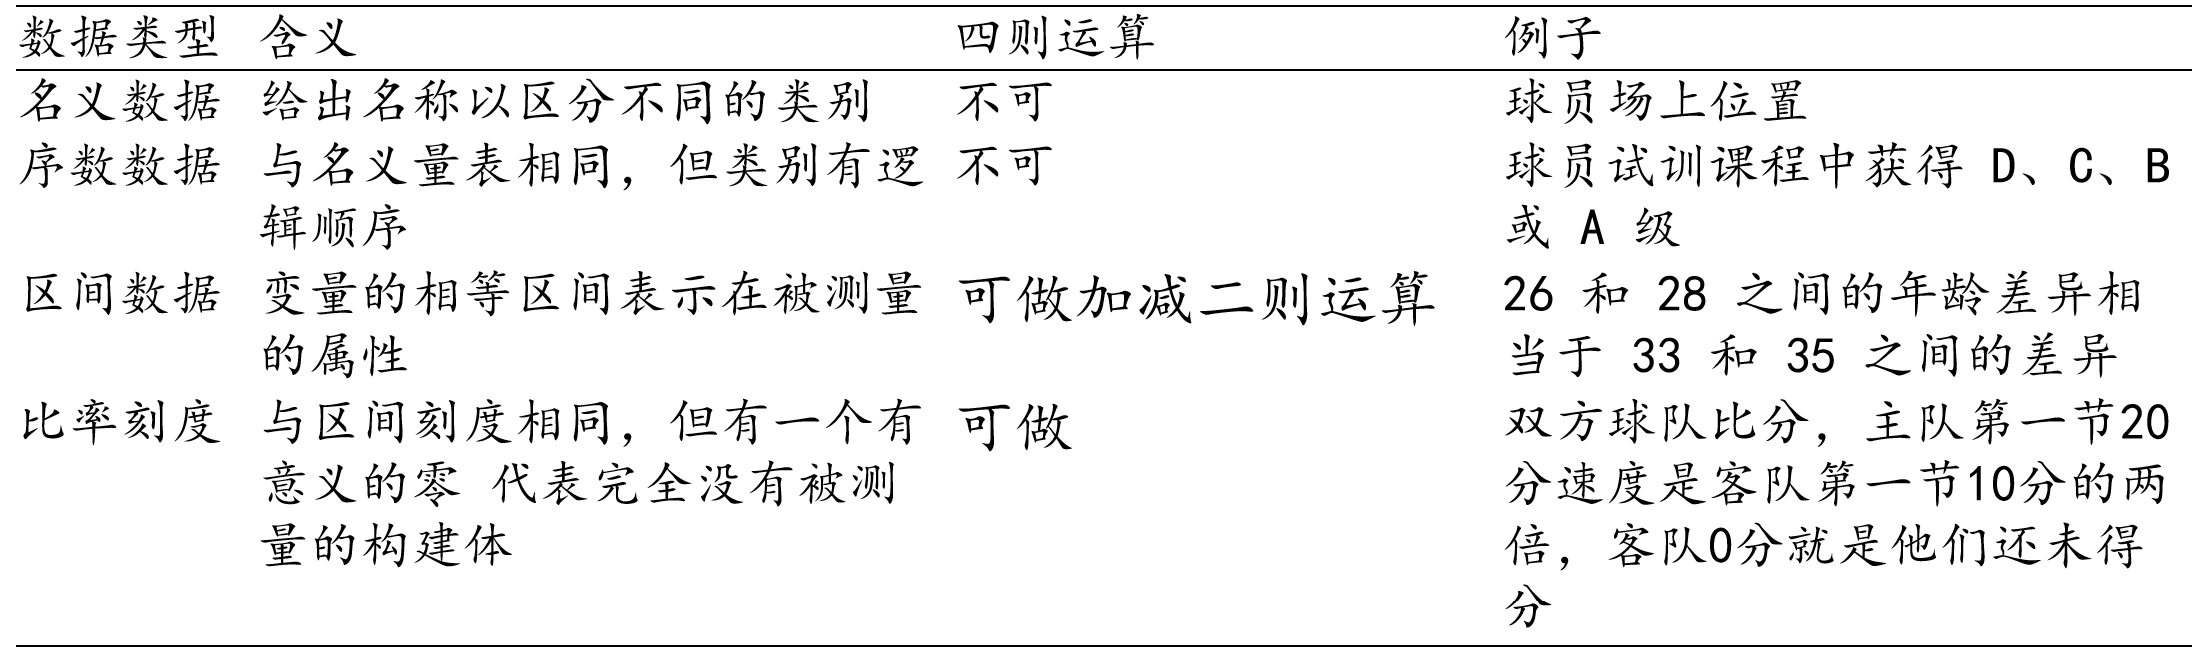 数据类型 含义 四则运算 例子
名义数据 给出名称以区分不同的类别 不可 球员场上位置
序数数据 与名义量表相同，但类别有逻 不可 球员试训课程中获得 D、C、B
辑顺序 或 A 级
区间数据 变量的相等区间表示在被测量 可做加减二则运算 26 和 28 之间的年龄差异相
的属性 当于 33 和 35 之间的差异
比率刻度 与区间刻度相同，但有一个有 可做 双方球队比分，主队第一节20
意义的零 代表完全没有被测 分速度是客队第一节10分的两
量的构建体 倍，客队0分就是他们还未得
分